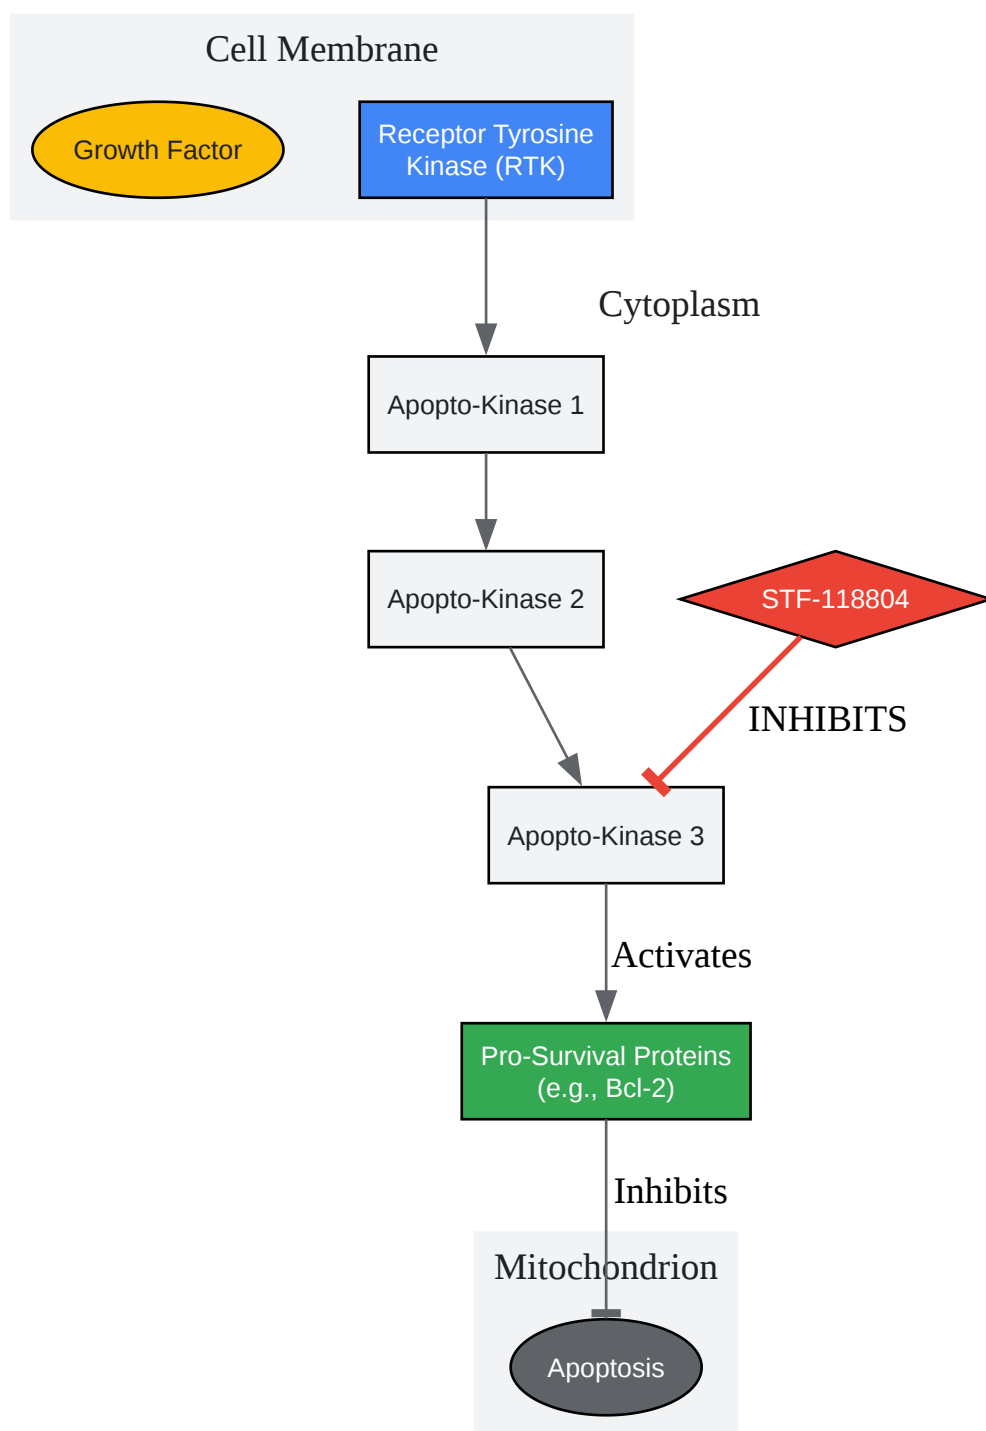 Cell Membrane
Growth Factor
Receptor Tyrosine
Kinase (RTK)
Cytoplasm
Apopto-Kinase 1
Apopto-Kinase 2
STF-118804
INHIBITS
Apopto-Kinase 3
Activates
Pro-Survival Proteins
(e.g., Bcl-2)
Inhibits
Mitochondrion
Apoptosis